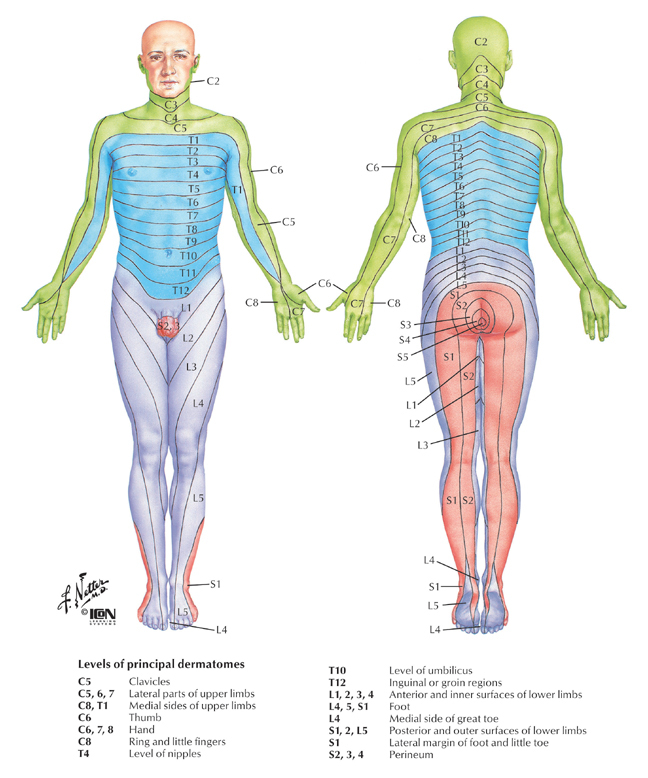 C2
C3
C4
C5
T1
T2
T3
T4
T5
T6
T7
T8
T9
T10
T11
T12
L1
S2, 3
L2
L3
L4
L5
S1
L5
L4
C6
T1
C5
C6
C8
C7
C2
C3
C4
C5
C6
C7
C8
T1
T2
T3
T4
T5
T6
T7
T8
T9
T10
T11
T12
L1
L2
L3
L4
L5
S1
S2
S3
S4
S5
C6
C7
C8
C7
C8
S1
S2
L5
L1
L2
L3
S1
S2
L4
S1
L5
L4
F. Netter
M.D.
© ICON
LEARNING
SYSTEMS
Levels of principal dermatomes
C5 Clavicles
C5, 6, 7 Lateral parts of upper limbs
C8, T1 Medial sides of upper limbs
C6 Thumb
C6, 7, 8 Hand
C8 Ring and little fingers
T4 Level of nipples
T10 Level of umbilicus
T12 Inguinal or groin regions
L1, 2, 3, 4 Anterior and inner surfaces of lower limbs
L4, 5, S1 Foot
L4 Medial side of great toe
S1, 2, L5 Posterior and outer surfaces of lower limbs
S1 Lateral margin of foot and little toe
S2, 3, 4 Perineum